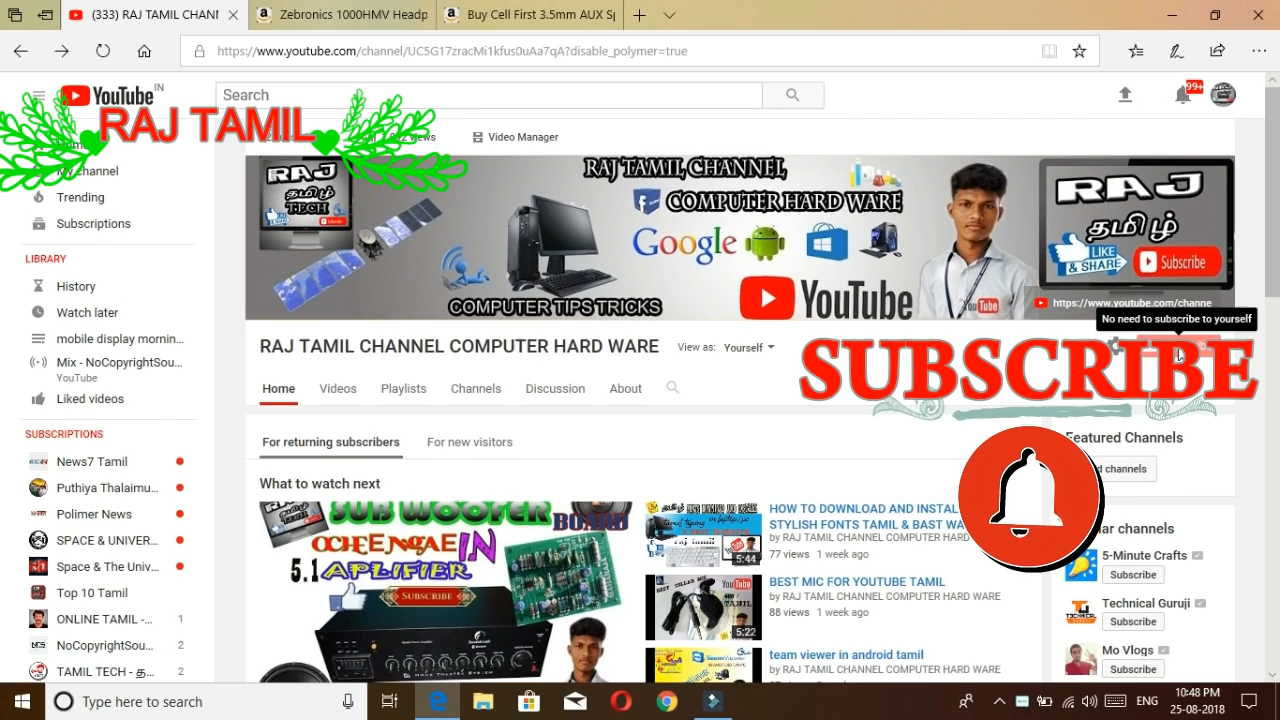 (333) RAJ TAMIL CHANN
Zebronics 1000HMV Headp
Buy Cell First 3.5mm AUX Sp
https://www.youtube.com/channel/UC5G17zracMi1kfus0uAa7qA?disable_polymer=true
YouTube IN
Search
99+
RAJ TAMIL
views
Video Manager
My channel
Trending
Subscriptions
LIBRARY
History
Watch later
mobile display mornin...
Mix - NoCopyrightSou...
YouTube
Liked videos
SUBSCRIPTIONS
News7 Tamil
Puthiya Thalaimu...
Polimer News
SPACE & UNIVER...
Space & The Univ...
Top 10 Tamil
ONLINE TAMIL -... 1
NoCopyrightSou... 2
TAMIL TECH - த... 2
RAJ
தமிழ்
TECH
RAJ TAMIL CHANNEL
COMPUTER HARD WARE
Google
YouTube
COMPUTER TIPS TRICKS
You Tube
RAJ
தமிழ்
LIKE & SHARE
Subscribe
https://www.youtube.com/channe
No need to subscribe to yourself
RAJ TAMIL CHANNEL COMPUTER HARD WARE
View as: Yourself
SUBSCRIBE
Home Videos Playlists Channels Discussion About
For returning subscribers For new visitors
What to watch next
SUB WOOFER
BOARD
IN
5.1 APLIFIER
SUBSCRIBE
HOW TO DOWNLOAD AND INSTAL
STYLISH FONTS TAMIL & BAST WA
by RAJ TAMIL CHANNEL COMPUTER HARD
77 views 1 week ago
5:44
BEST MIC FOR YOUTUBE TAMIL
by RAJ TAMIL CHANNEL COMPUTER HARD WARE
88 views 1 week ago
5:22
team viewer in android tamil
by RAJ TAMIL CHANNEL COMPUTER HARD WARE
Featured Channels
channels
channels
5-Minute Crafts
Subscribe
Technical Guruji
Subscribe
Mo Vlogs
Subscribe
Type here to search
ENG
10:48 PM
25-08-2018